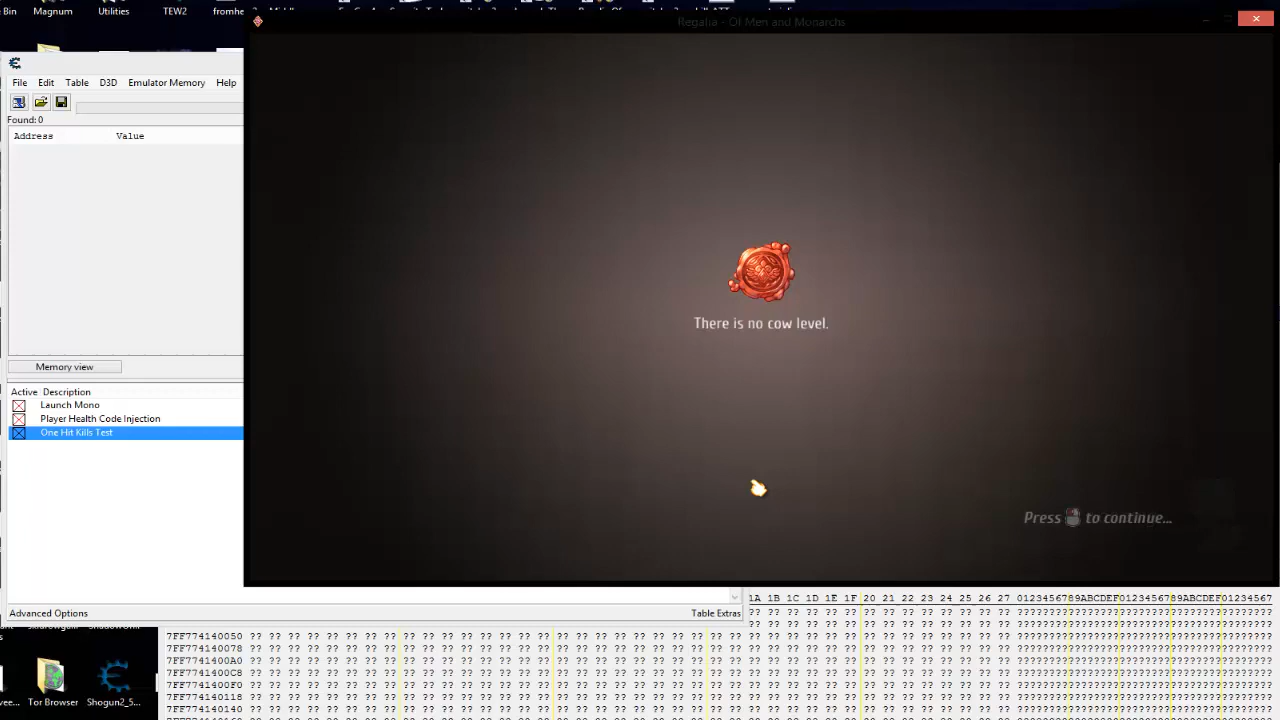 Bin
Magnum
Utilities
TEW2
fromhe
Regalia - Of Men and Monarchs
File Edit Table D3D Emulator Memory Help
Found: 0
Address Value
There is no cow level.
Memory view
Active Description
Launch Mono
Player Health Code Injection
One Hit Kills Test
Press to continue...
Advanced Options
Table Extras
1A 1B 1C 1D 1E 1F 20 21 22 23 24 25 26 27 0123456789ABCDEF0123456789ABCDEF01234567
7FF774140050 ?? ?? ?? ?? ?? ?? ?? ?? ?? ?? ?? ?? ?? ?? ?? ?? ?? ?? ?? ?? ?? ?? ?? ?? ?? ?? ?? ?? ?? ?? ?? ?? ?? ?? ?? ?? ?? ?? ?? ?? ????????????????????????????????????????
7FF774140078 ?? ?? ?? ?? ?? ?? ?? ?? ?? ?? ?? ?? ?? ?? ?? ?? ?? ?? ?? ?? ?? ?? ?? ?? ?? ?? ?? ?? ?? ?? ?? ?? ?? ?? ?? ?? ?? ?? ?? ?? ????????????????????????????????????????
7FF7741400A0 ?? ?? ?? ?? ?? ?? ?? ?? ?? ?? ?? ?? ?? ?? ?? ?? ?? ?? ?? ?? ?? ?? ?? ?? ?? ?? ?? ?? ?? ?? ?? ?? ?? ?? ?? ?? ?? ?? ?? ?? ????????????????????????????????????????
7FF7741400C8 ?? ?? ?? ?? ?? ?? ?? ?? ?? ?? ?? ?? ?? ?? ?? ?? ?? ?? ?? ?? ?? ?? ?? ?? ?? ?? ?? ?? ?? ?? ?? ?? ?? ?? ?? ?? ?? ?? ?? ?? ????????????????????????????????????????
7FF7741400F0 ?? ?? ?? ?? ?? ?? ?? ?? ?? ?? ?? ?? ?? ?? ?? ?? ?? ?? ?? ?? ?? ?? ?? ?? ?? ?? ?? ?? ?? ?? ?? ?? ?? ?? ?? ?? ?? ?? ?? ?? ????????????????????????????????????????
7FF774140118 ?? ?? ?? ?? ?? ?? ?? ?? ?? ?? ?? ?? ?? ?? ?? ?? ?? ?? ?? ?? ?? ?? ?? ?? ?? ?? ?? ?? ?? ?? ?? ?? ?? ?? ?? ?? ?? ?? ?? ?? ????????????????????????????????????????
7FF774140140 ?? ?? ?? ?? ?? ?? ?? ?? ?? ?? ?? ?? ?? ?? ?? ?? ?? ?? ?? ?? ?? ?? ?? ?? ?? ?? ?? ?? ?? ?? ?? ?? ?? ?? ?? ?? ?? ?? ?? ?? ????????????????????????????????????????
Tor Browser
Shogun2_5...